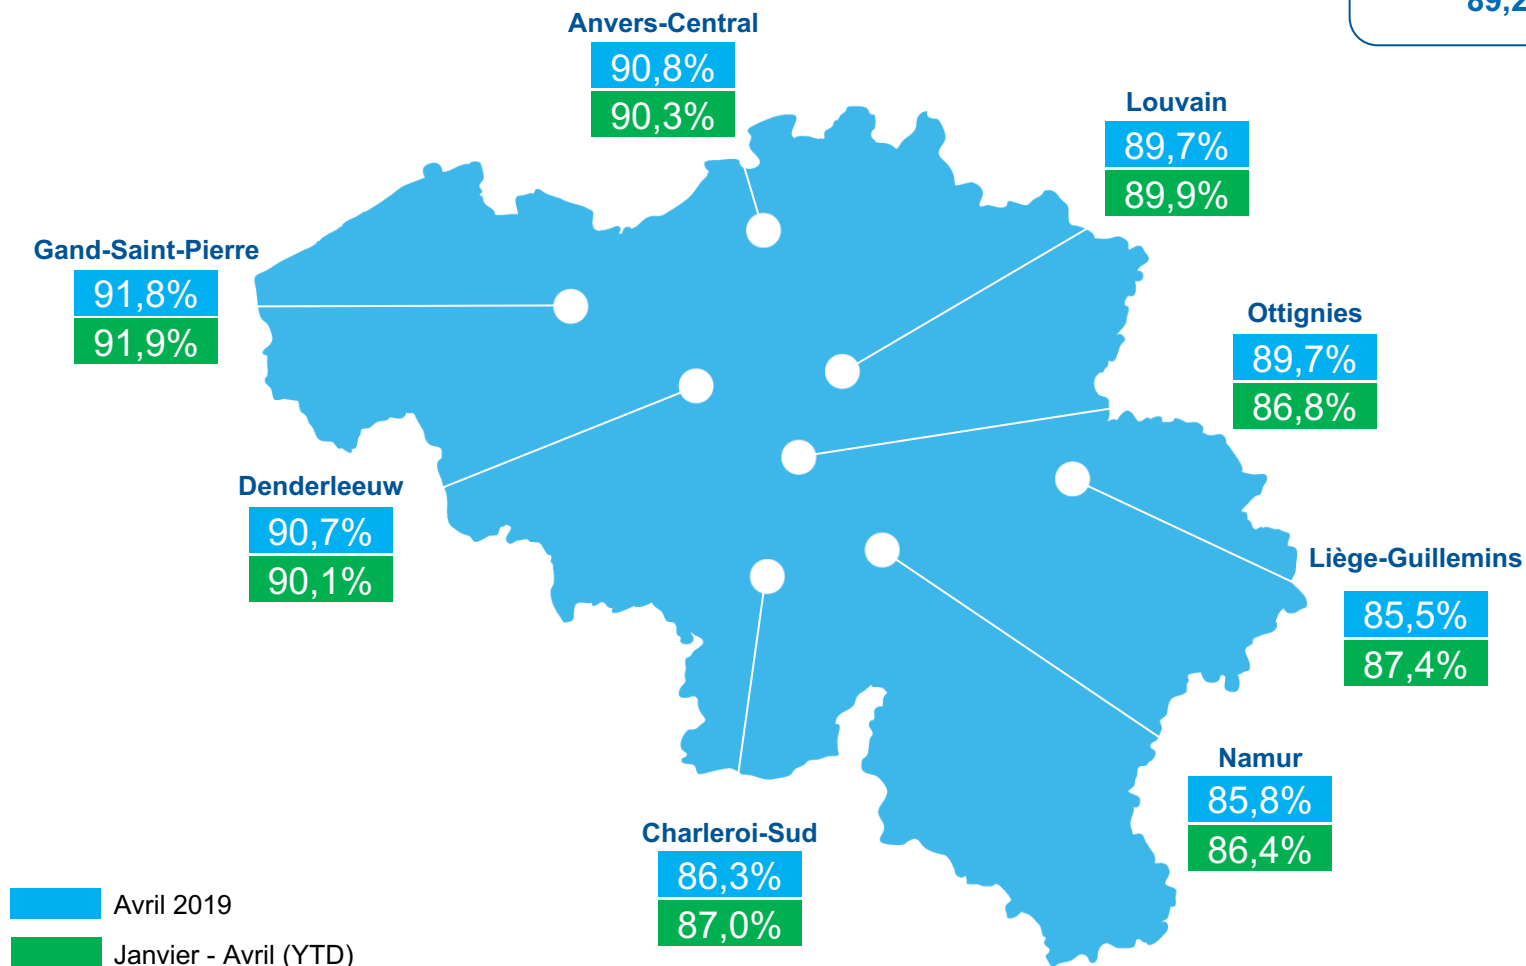 89,2
Anvers-Central
90,8%
90,3%
Louvain
89,7%
89,9%
Gand-Saint-Pierre
91,8%
91,9%
Ottignies
89,7%
86,8%
Denderleeuw
90,7%
90,1%
Liège-Guillemins
85,5%
87,4%
Namur
85,8%
86,4%
Charleroi-Sud
86,3%
87,0%
Avril 2019
Janvier - Avril (YTD)